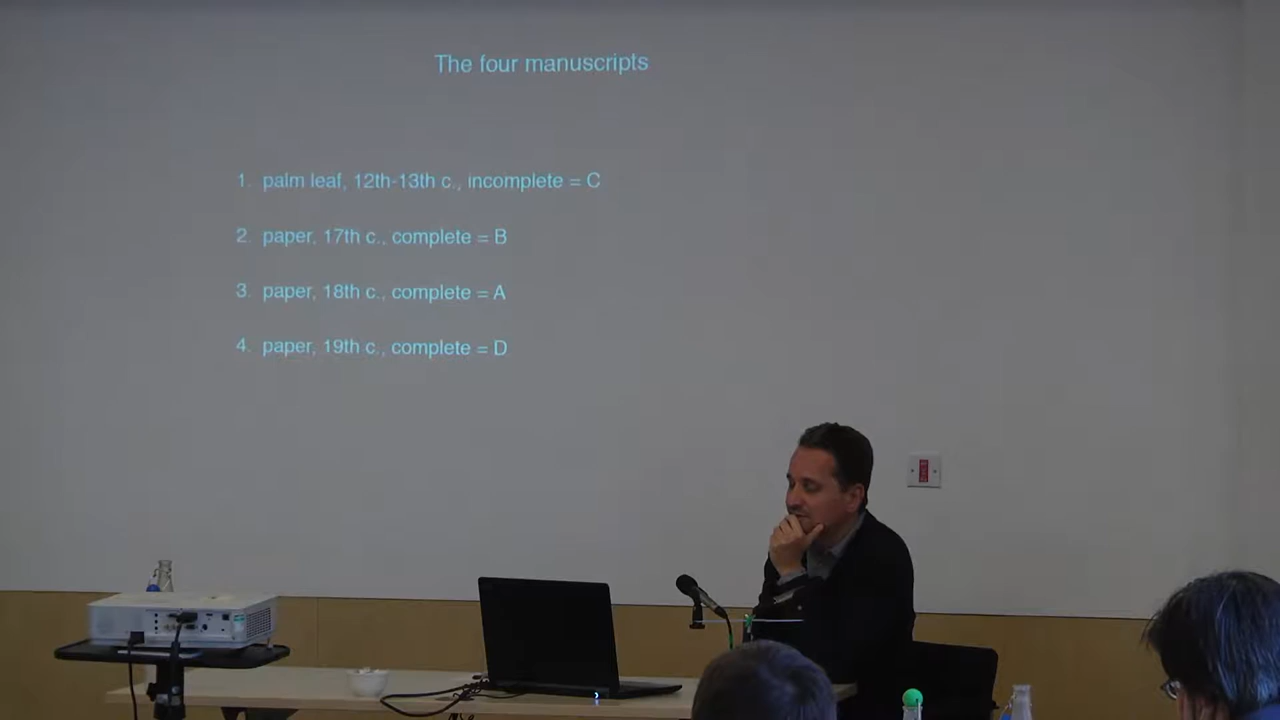 The four manuscripts
1. palm leaf, 12th-13th c., incomplete = C
2. paper, 17th c., complete = B
3. paper, 18th c., complete = A
4. paper, 19th c., complete = D